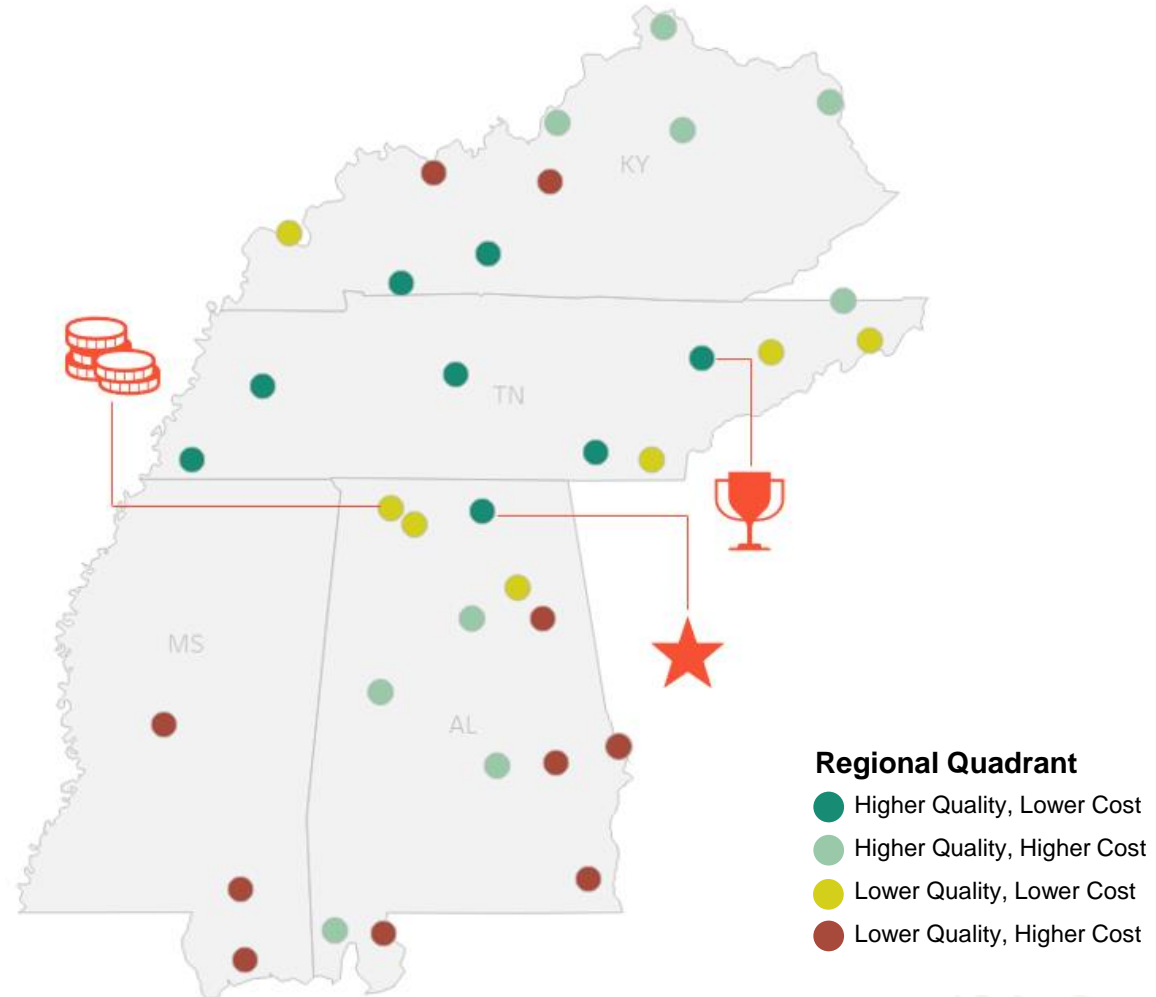 KY
TN
MS
AL
Regional Quadrant
Higher Quality, Lower Cost
Higher Quality, Higher Cost
Lower Quality, Lower Cost
Lower Quality, Higher Cost